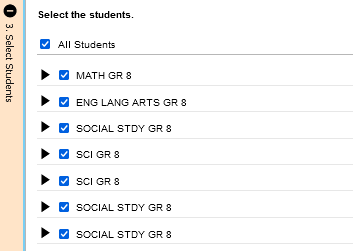 3. Select Students
Select the students.
All Students
MATH GR 8
ENG LANG ARTS GR 8
SOCIAL STDY GR 8
SCI GR 8
SCI GR 8
SOCIAL STDY GR 8
SOCIAL STDY GR 8